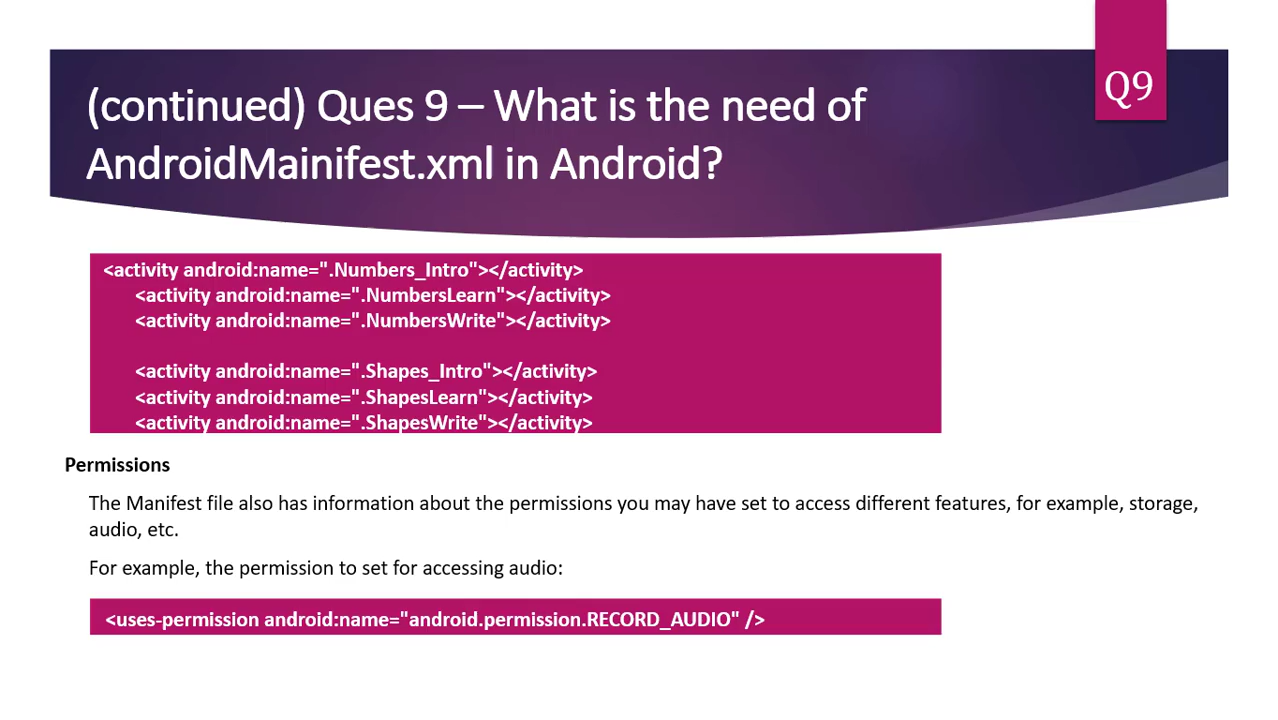 Q9
(continued) Ques 9 – What is the need of
AndroidMainifest.xml in Android?
<activity android:name=".Numbers_Intro"></activity>
<activity android:name=".NumbersLearn"></activity>
<activity android:name=".NumbersWrite"></activity>
<activity android:name=".Shapes_Intro"></activity>
<activity android:name=".ShapesLearn"></activity>
<activity android:name=".ShapesWrite"></activity>
Permissions
The Manifest file also has information about the permissions you may have set to access different features, for example, storage,
audio, etc.
For example, the permission to set for accessing audio:
<uses-permission android:name="android.permission.RECORD_AUDIO" />